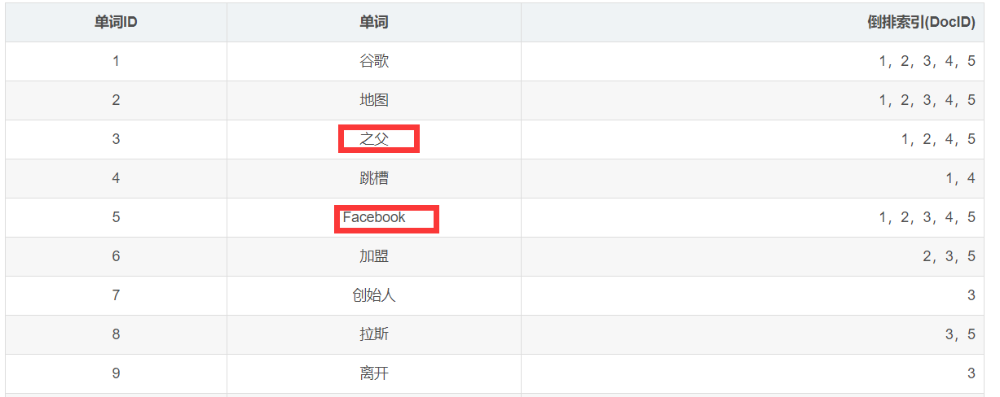 单词ID 单词 倒排索引(DocID)
1 谷歌 1，2，3，4，5
2 地图 1，2，3，4，5
3 之父 1，2，4，5
4 跳槽 1，4
5 Facebook 1，2，3，4，5
6 加盟 2，3，5
7 创始人 3
8 拉斯 3，5
9 离开 3